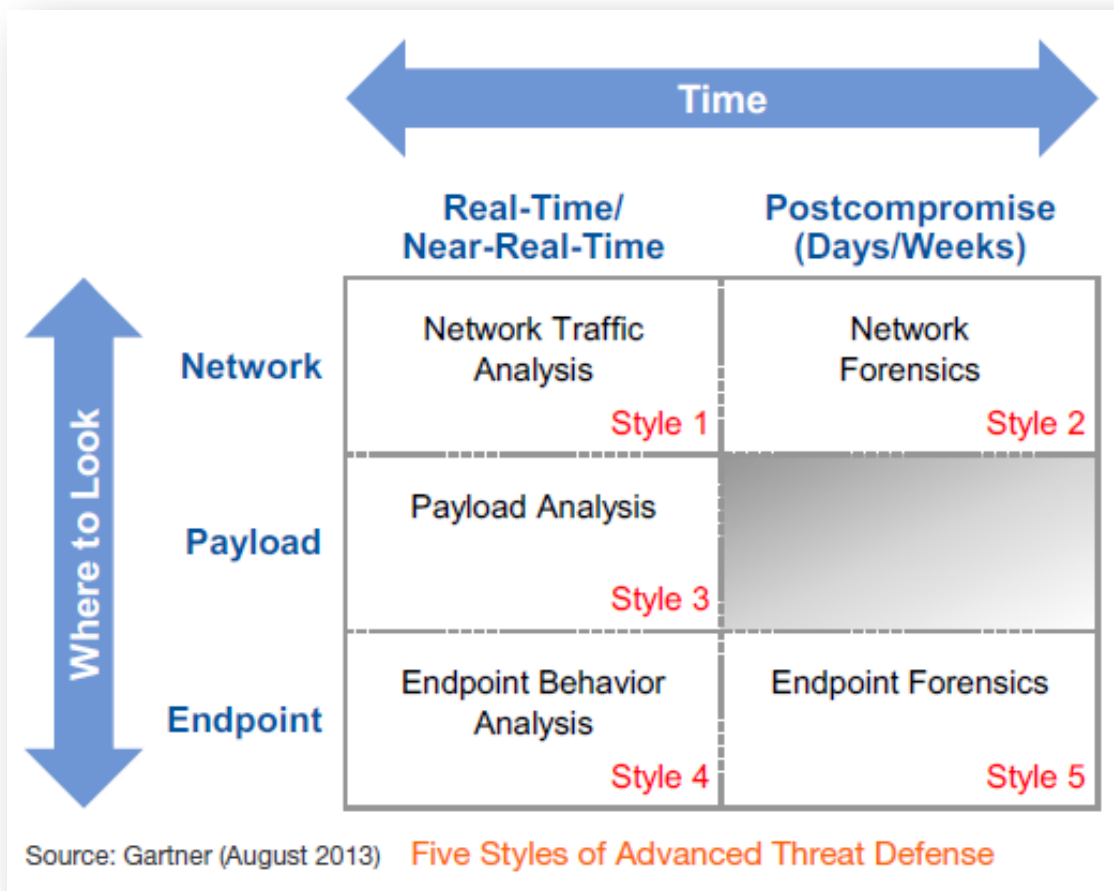 Time
Real-Time/
Near-Real-Time
Postcompromise
(Days/Weeks)
Where to Look
Network
Network Traffic
Analysis
Style 1
Network
Forensics
Style 2
Payload
Payload Analysis
Style 3
Endpoint
Endpoint Behavior
Analysis
Style 4
Endpoint Forensics
Style 5
Source: Gartner (August 2013) Five Styles of Advanced Threat Defense